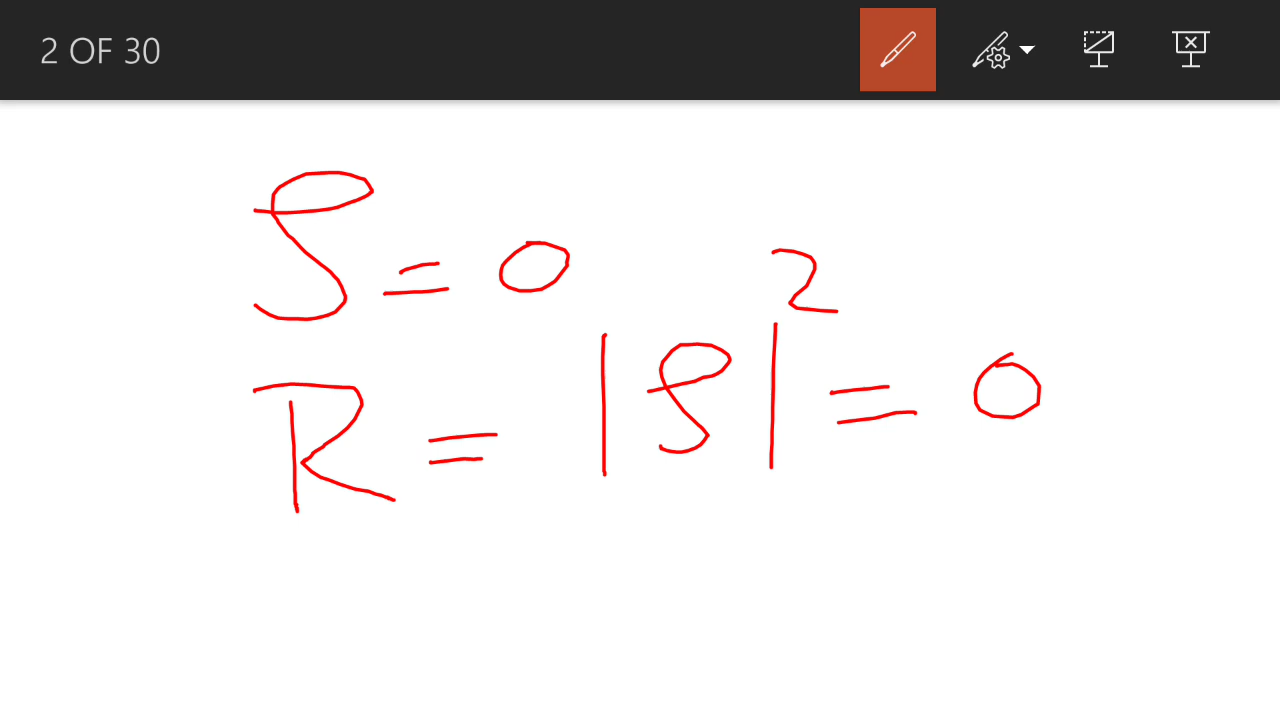 2 OF 30
ρ = 0
R = |ρ|² = 0